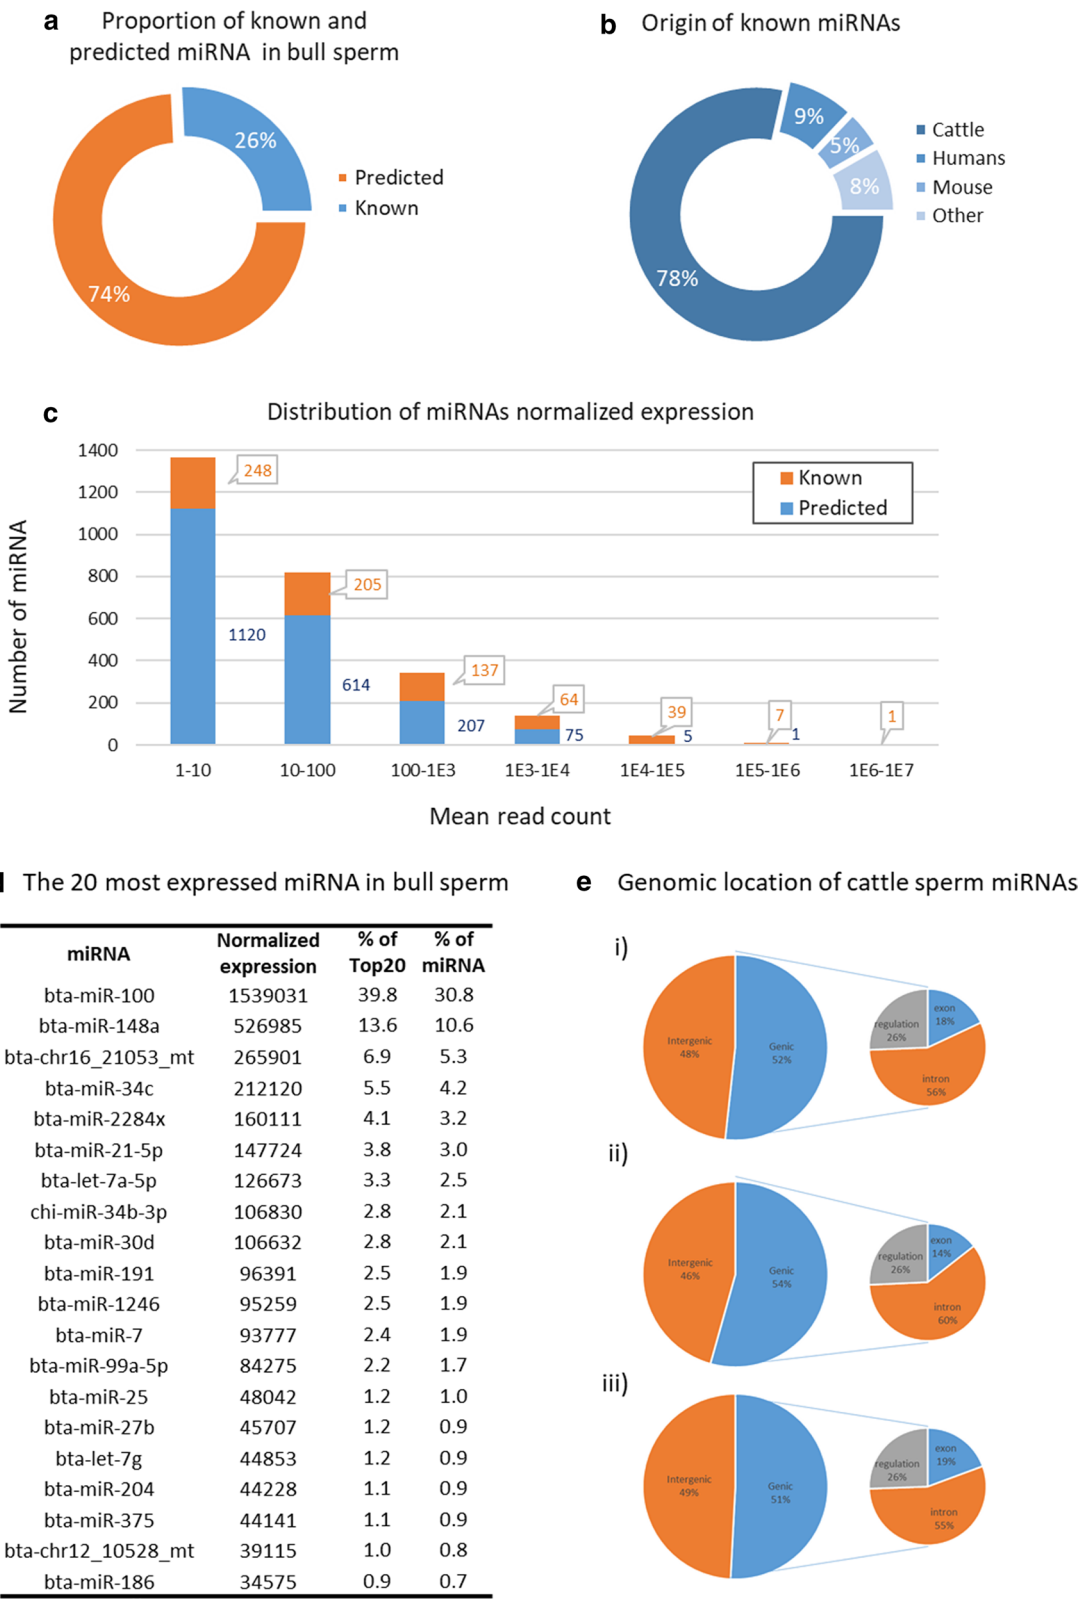 a Proportion of known and
predicted miRNA in bull sperm
26%
74%
Predicted
Known
b Origin of known miRNAs
9%
5%
8%
78%
Cattle
Humans
Mouse
Other
c Distribution of miRNAs normalized expression
Number of miRNA
1400
1200
1000
800
600
400
200
0
248
1120
205
614
137
207
64
75
39
5
7
1
1
Known
Predicted
1-10 10-100 100-1E3 1E3-1E4 1E4-1E5 1E5-1E6 1E6-1E7
Mean read count
The 20 most expressed miRNA in bull sperm
miRNA Normalized expression % of Top20 % of miRNA
bta-miR-100 1539031 39.8 30.8
bta-miR-148a 526985 13.6 10.6
bta-chr16_21053_mt 265901 6.9 5.3
bta-miR-34c 212120 5.5 4.2
bta-miR-2284x 160111 4.1 3.2
bta-miR-21-5p 147724 3.8 3.0
bta-let-7a-5p 126673 3.3 2.5
chi-miR-34b-3p 106830 2.8 2.1
bta-miR-30d 106632 2.8 2.1
bta-miR-191 96391 2.5 1.9
bta-miR-1246 95259 2.5 1.9
bta-miR-7 93777 2.4 1.9
bta-miR-99a-5p 84275 2.2 1.7
bta-miR-25 48042 1.2 1.0
bta-miR-27b 45707 1.2 0.9
bta-let-7g 44853 1.2 0.9
bta-miR-204 44228 1.1 0.9
bta-miR-375 44141 1.1 0.9
bta-chr12_10528_mt 39115 1.0 0.8
bta-miR-186 34575 0.9 0.7
e Genomic location of cattle sperm miRNAs
i)
Intergenic
48%
Genic
52%
regulation
26%
exon
18%
intron
56%
ii)
Intergenic
46%
Genic
54%
regulation
26%
exon
14%
intron
60%
iii)
Intergenic
49%
Genic
51%
regulation
26%
exon
19%
intron
55%